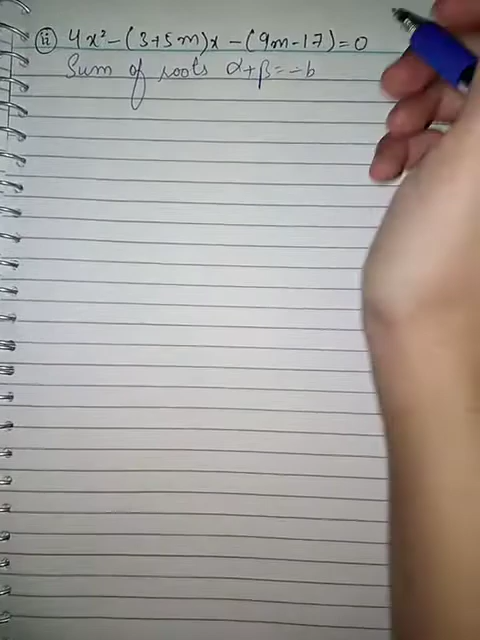 (ii) 4x² - (3+5m)x - (9m-17) = 0
Sum of roots α+β = -b